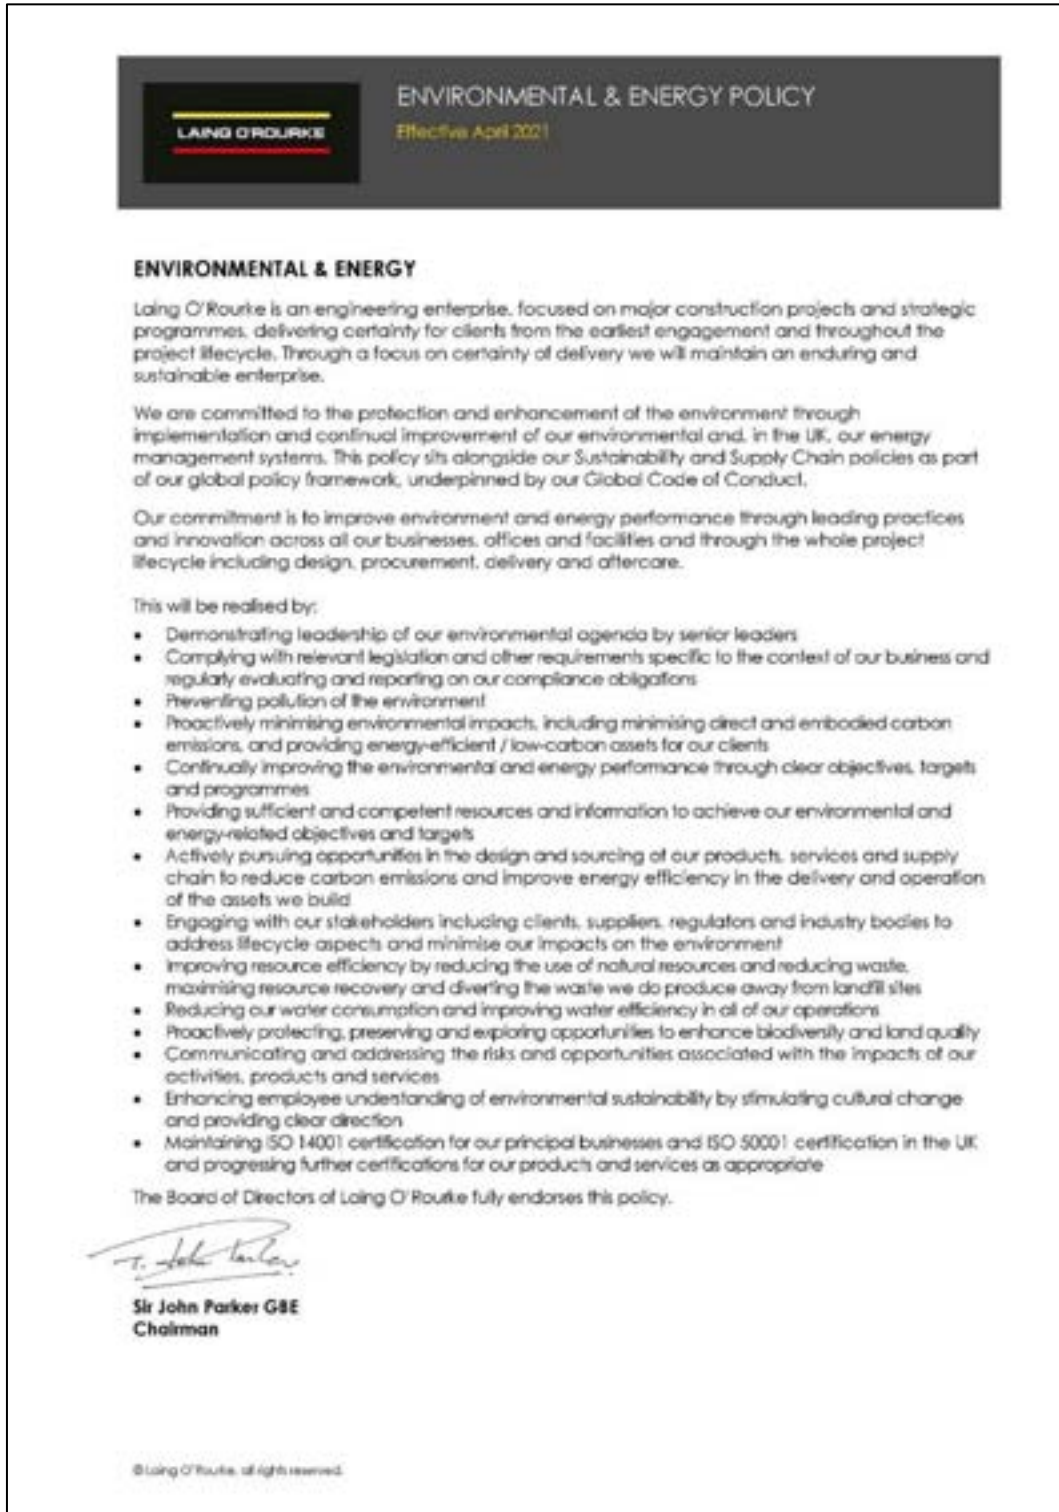 LAING O'ROURKE
ENVIRONMENTAL & ENERGY POLICY
Effective April 2021
ENVIRONMENTAL & ENERGY
Laing O'Rourke is an engineering enterprise, focused on major construction projects and strategic
programmes, delivering certainty for clients from the earliest engagement and throughout the
project lifecycle. Through a focus on certainty of delivery we will maintain an enduring and
sustainable enterprise.
We are committed to the protection and enhancement of the environment through
implementation and continual improvement of our environmental and, in the UK, our energy
management systems. This policy sits alongside our Sustainability and Supply Chain policies as part
of our global policy framework, underpinned by our Global Code of Conduct.
Our commitment is to improve environment and energy performance through leading practices
and innovation across all our businesses, offices and facilities and through the whole project
lifecycle including design, procurement, delivery and aftercare.
This will be realised by:
• Demonstrating leadership of our environmental agenda by senior leaders
• Complying with relevant legislation and other requirements specific to the context of our business and
regularly evaluating and reporting on our compliance obligations
• Preventing pollution of the environment
• Proactively minimising environmental impacts, including minimising direct and embodied carbon
emissions, and providing energy-efficient / low-carbon assets for our clients
• Continually improving the environmental and energy performance through clear objectives, targets
and programmes
• Providing sufficient and competent resources and information to achieve our environmental and
energy-related objectives and targets
• Actively pursuing opportunities in the design and sourcing of our products, services and supply
chain to reduce carbon emissions and improve energy efficiency in the delivery and operation
of the assets we build
• Engaging with our stakeholders including clients, suppliers, regulators and industry bodies to
address lifecycle aspects and minimise our impacts on the environment
• Improving resource efficiency by reducing the use of natural resources and reducing waste,
maximising resource recovery and diverting the waste we do produce away from landfill sites
• Reducing our water consumption and improving water efficiency in all of our operations
• Proactively protecting, preserving and exploring opportunities to enhance biodiversity and land quality
• Communicating and addressing the risks and opportunities associated with the impacts of our
activities, products and services
• Enhancing employee understanding of environmental sustainability by stimulating cultural change
and providing clear direction
• Maintaining ISO 14001 certification for our principal businesses and ISO 50001 certification in the UK
and progressing further certifications for our products and services as appropriate
The Board of Directors of Laing O'Rourke fully endorses this policy.
T. John Parker
Sir John Parker GBE
Chairman
© Laing O'Rourke, all rights reserved.